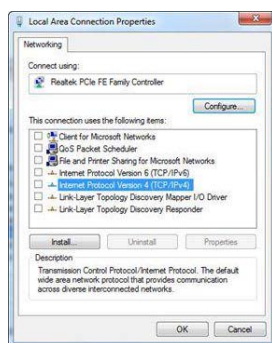 Local Area Connection Properties
Networking
Connect using:
Realtek PCIe FE Family Controller
Configure...
This connection uses the following items:
Client for Microsoft Networks
QoS Packet Scheduler
File and Printer Sharing for Microsoft Networks
Internet Protocol Version 6 (TCP/IPv6)
Internet Protocol Version 4 (TCP/IPv4)
Link-Layer Topology Discovery Mapper I/O Driver
Link-Layer Topology Discovery Responder
Install... Uninstall Properties
Description
Transmission Control Protocol/Internet Protocol. The default
wide area network protocol that provides communication
across diverse interconnected networks.
OK Cancel